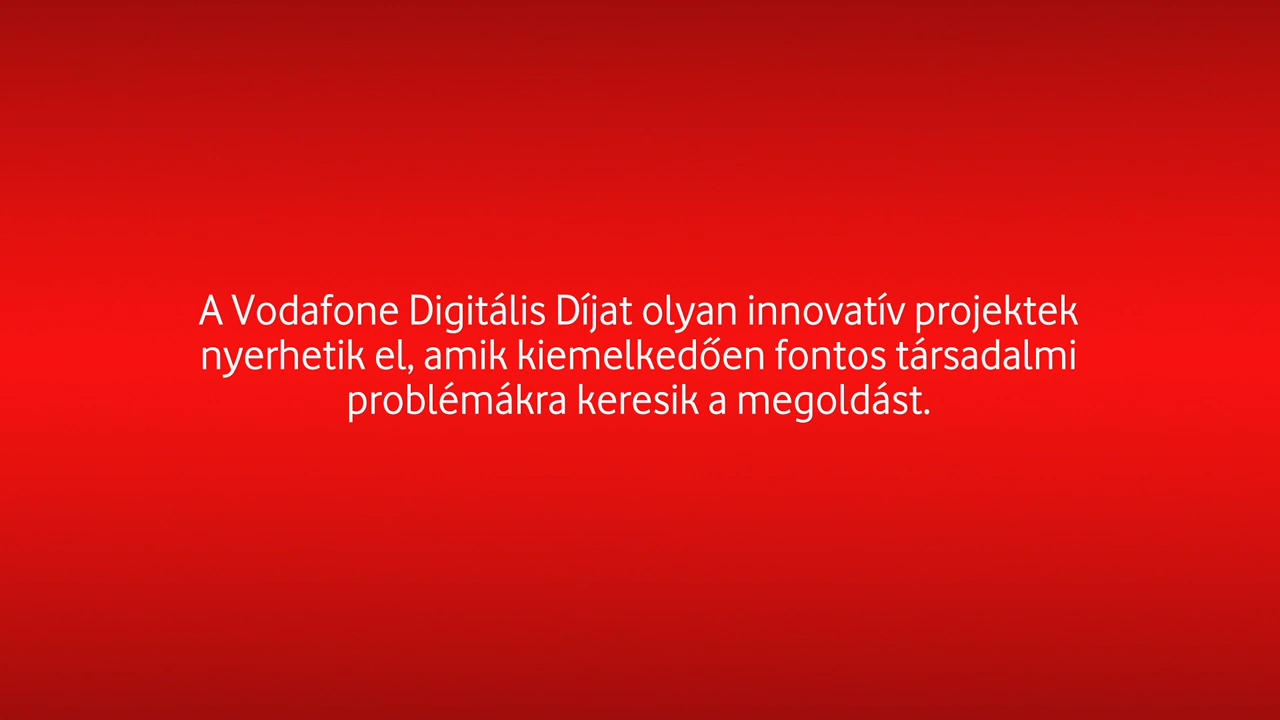 A Vodafone Digitális Díjat olyan innovatív projektek
nyerhetik el, amik kiemelkedően fontos társadalmi
problémákra keresik a megoldást.